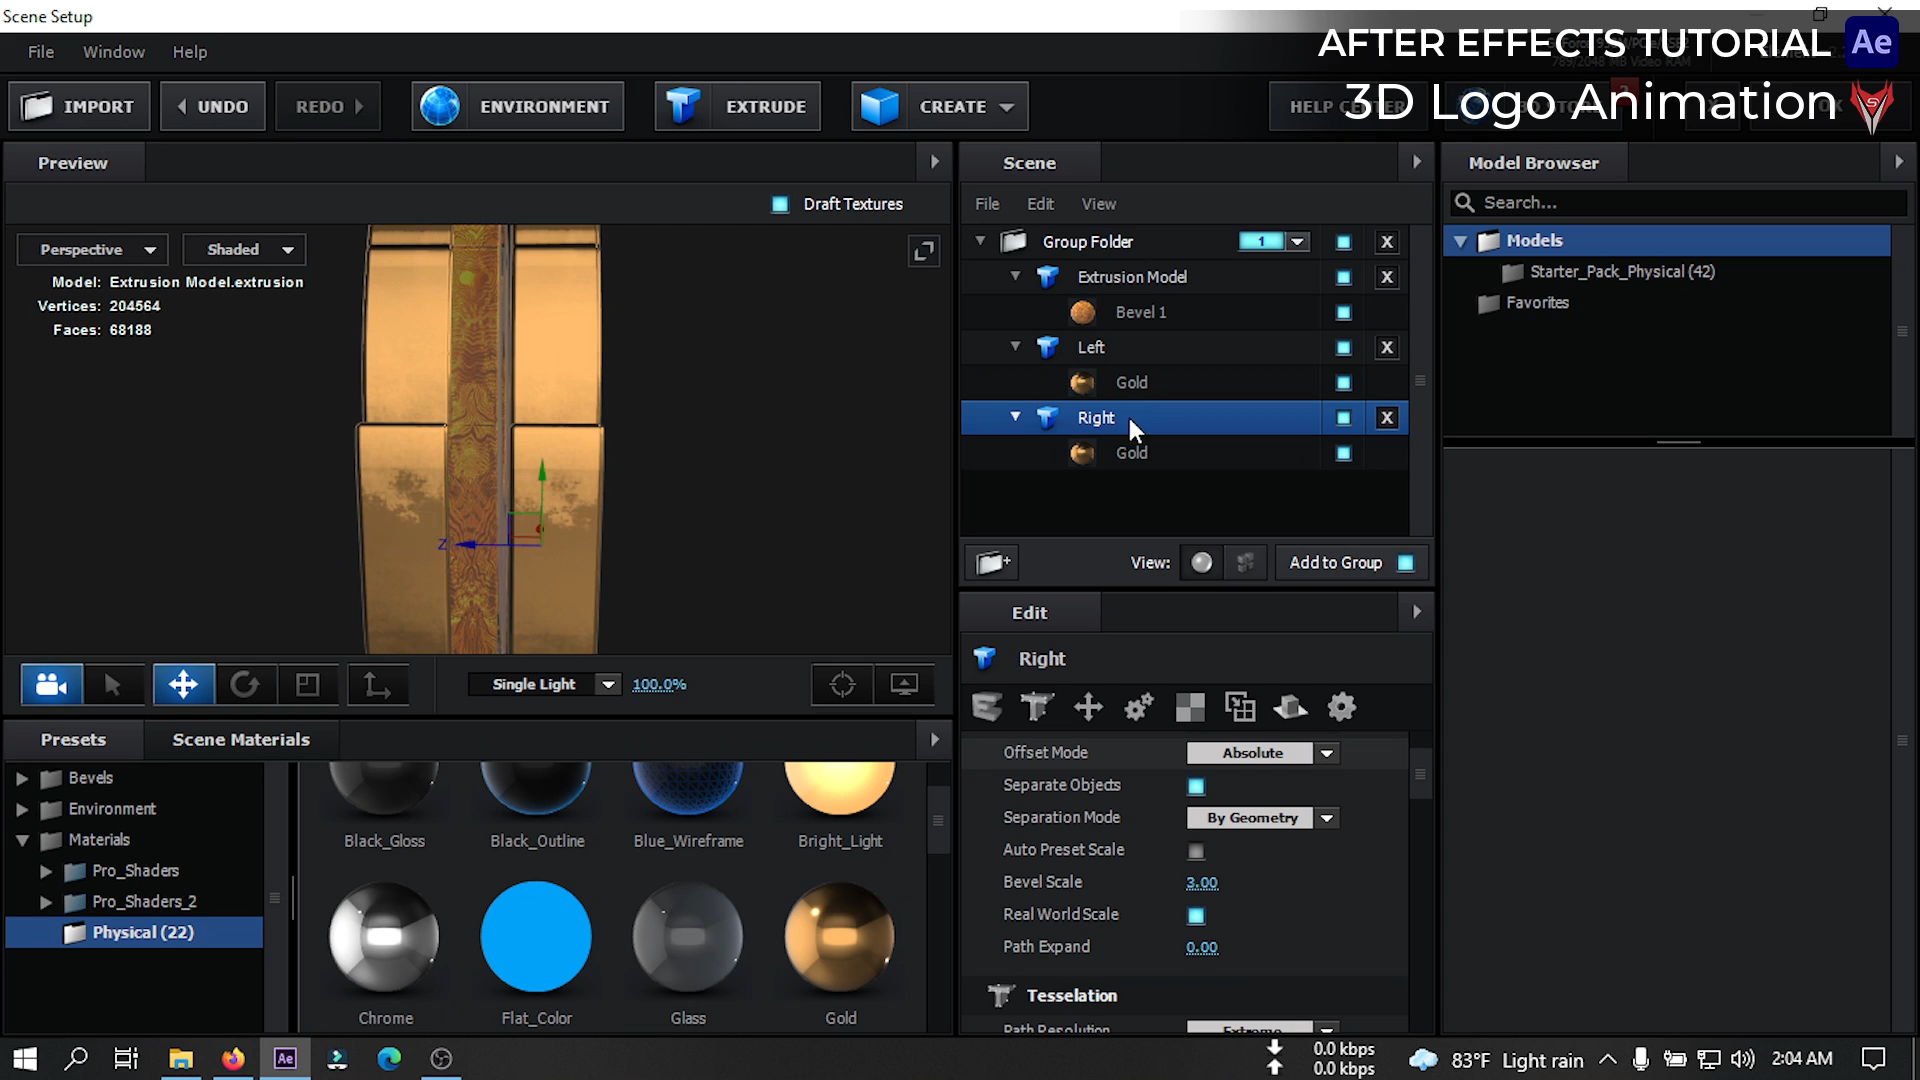 Scene Setup
AFTER EFFECTS TUTORIAL Ae
3D Logo Animation
File Window Help
IMPORT UNDO REDO ENVIRONMENT EXTRUDE CREATE HELP
Preview
Draft Textures
Perspective Shaded
Model: Extrusion Model.extrusion
Vertices: 204564
Faces: 68188
Z
Single Light 100.0%
Scene
File Edit View
Group Folder 1 X
Extrusion Model X
Bevel 1
Left X
Gold
Right X
Gold
View: Add to Group
Model Browser
Search...
Models
Starter_Pack_Physical (42)
Favorites
Presets Scene Materials
Bevels
Environment
Materials
Pro_Shaders
Pro_Shaders_2
Physical (22)
Black_Gloss Black_Outline Blue_Wireframe Bright_Light
Chrome Flat_Color Glass Gold
Edit
Right
Offset Mode Absolute
Separate Objects
Separation Mode By Geometry
Auto Preset Scale
Bevel Scale 3.00
Real World Scale
Path Expand 0.00
Tesselation
Path Resolution Extreme
Ae
0.0 kbps
0.0 kbps
83°F Light rain 2:04 AM